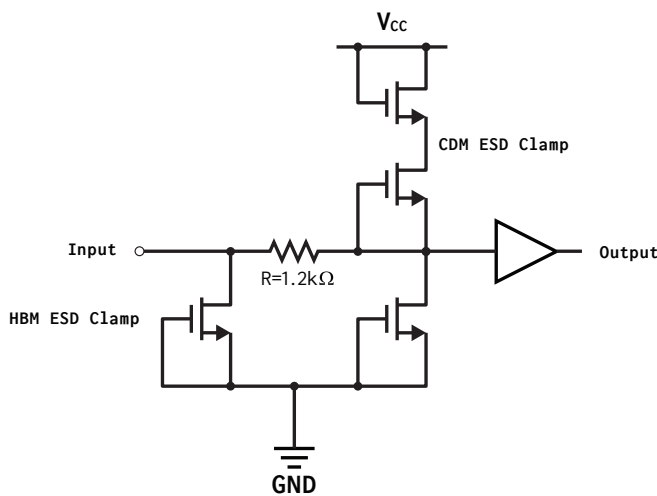 VCC
CDM ESD Clamp
Input
R=1.2kΩ
Output
HBM ESD Clamp
GND